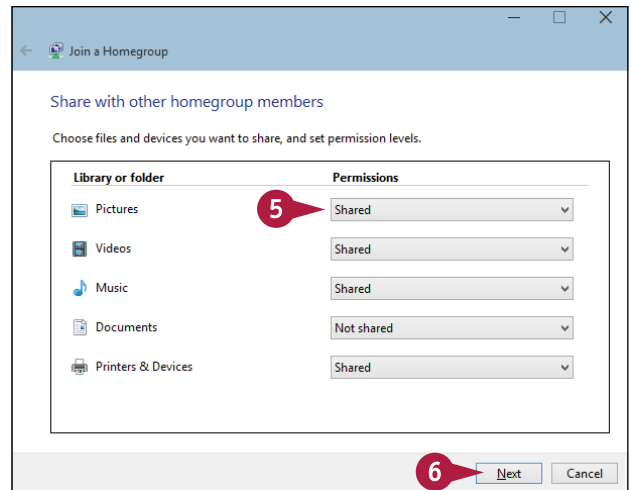 Join a Homegroup
Share with other homegroup members
Choose files and devices you want to share, and set permission levels.
Library or folder Permissions
Pictures 5 Shared
Videos Shared
Music Shared
Documents Not shared
Printers & Devices Shared
6 Next Cancel